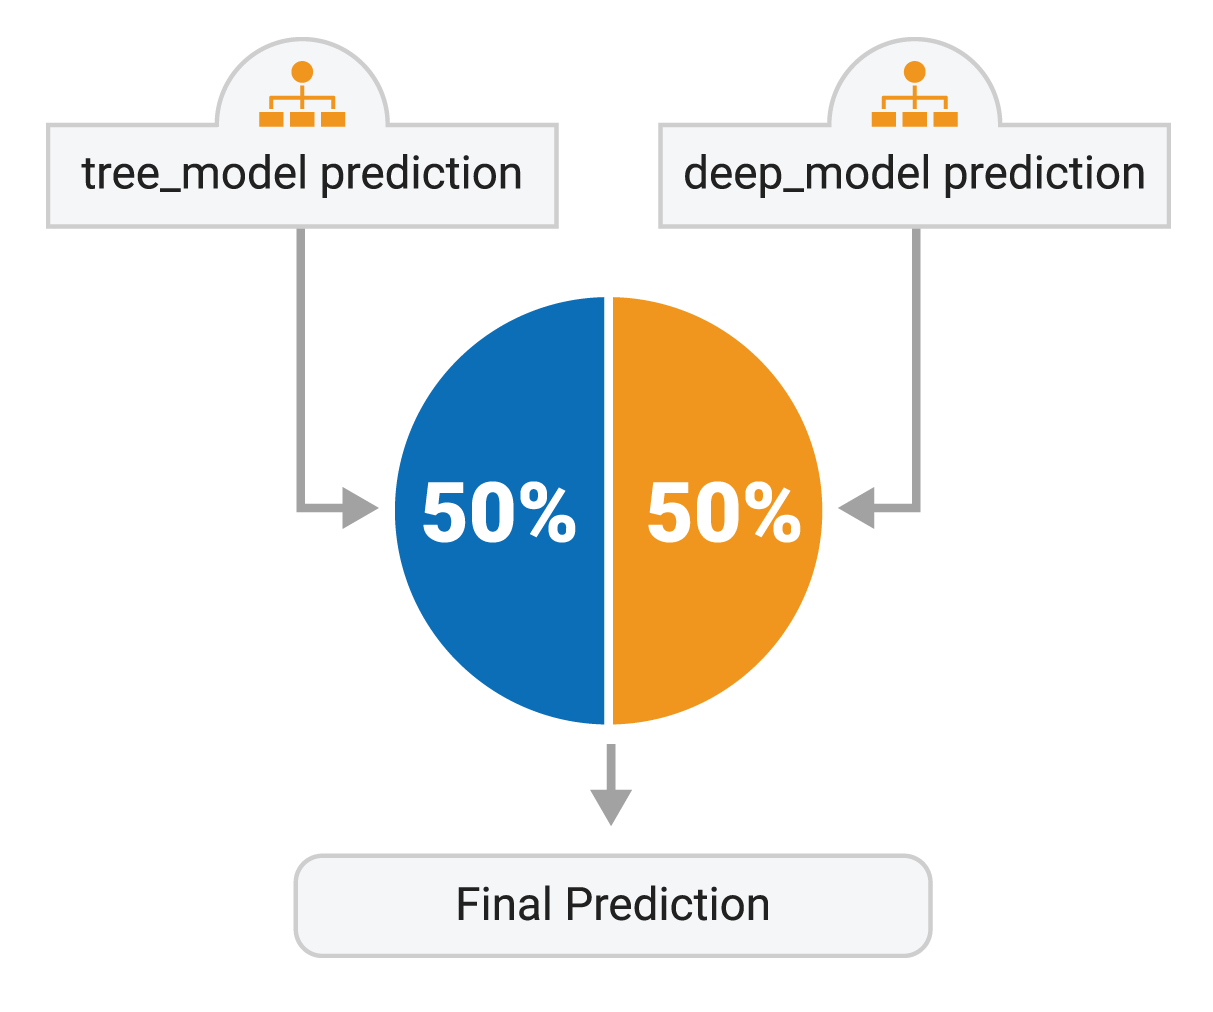 tree_model prediction
deep_model prediction
50%
50%
Final Prediction